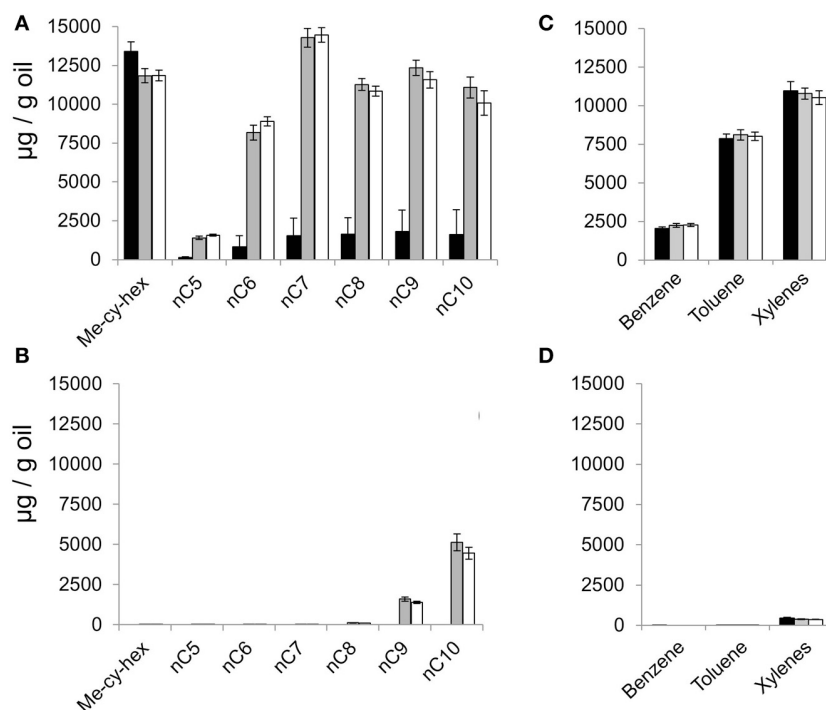 A
µg / g oil
15000
12500
10000
7500
5000
2500
0
Me-cy-hex
nC5
nC6
nC7
nC8
nC9
nC10
C
15000
12500
10000
7500
5000
2500
0
Benzene
Toluene
Xylenes
B
µg / g oil
15000
12500
10000
7500
5000
2500
0
Me-cy-hex
nC5
nC6
nC7
nC8
nC9
nC10
D
15000
12500
10000
7500
5000
2500
0
Benzene
Toluene
Xylenes